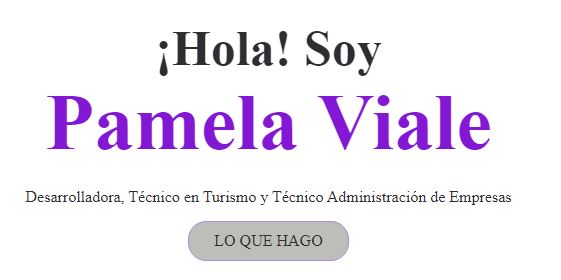 ¡Hola! Soy
Pamela Viale
Desarrolladora, Técnico en Turismo y Técnico Administración de Empresas
LO QUE HAGO